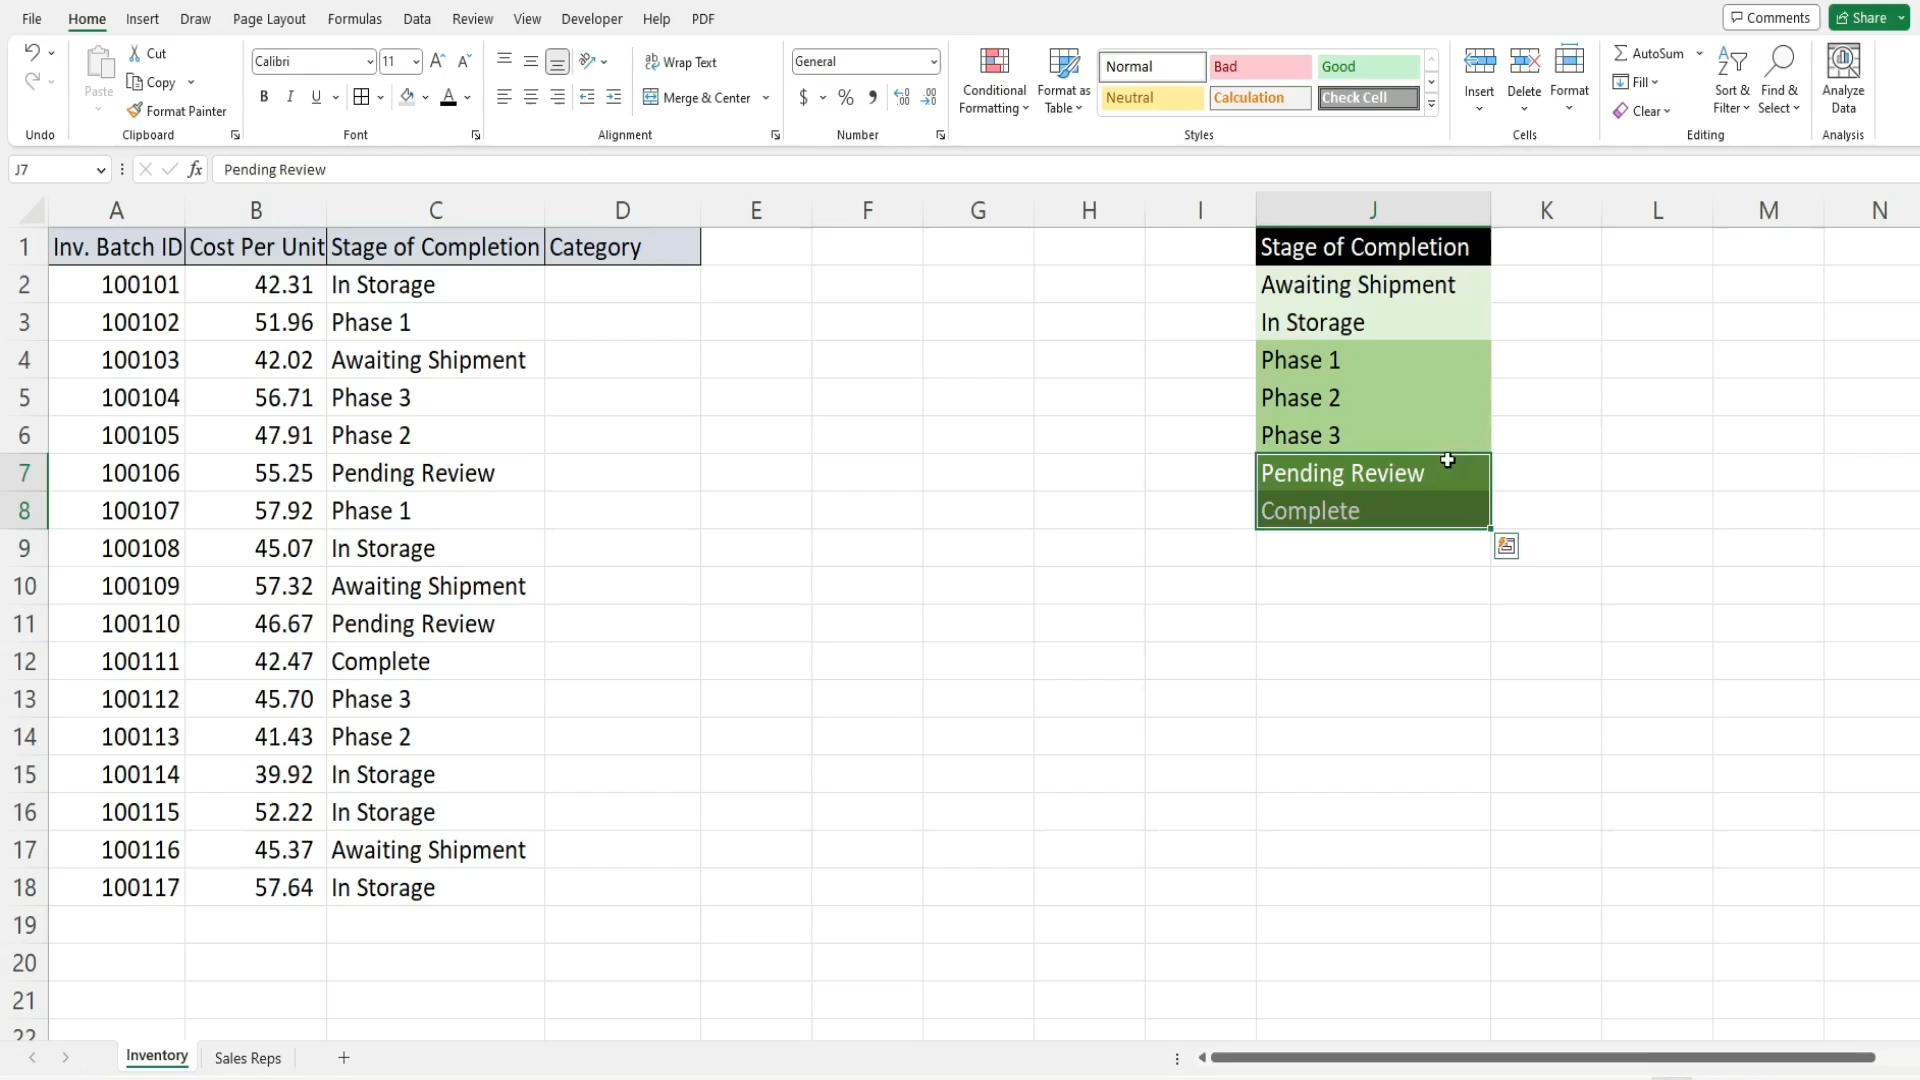 File Home Insert Draw Page Layout Formulas Data Review View Developer Help PDF Comments Share
Paste Cut Copy Format Painter
Calibri 11 B I U
ab Wrap Text Merge & Center
General $ % , .00 .00
Conditional Formatting Format as Table
Normal Bad Good
Neutral Calculation Check Cell
Insert Delete Format
AutoSum Fill Clear
Sort & Filter Find & Select Analyze Data
Undo Clipboard Font Alignment Number Styles Cells Editing Analysis
J7 fx Pending Review
A B C D E F G H I J K L M N
1 Inv. Batch ID Cost Per Unit Stage of Completion Category Stage of Completion
2 100101 42.31 In Storage Awaiting Shipment
3 100102 51.96 Phase 1 In Storage
4 100103 42.02 Awaiting Shipment Phase 1
5 100104 56.71 Phase 3 Phase 2
6 100105 47.91 Phase 2 Phase 3
7 100106 55.25 Pending Review Pending Review
8 100107 57.92 Phase 1 Complete
9 100108 45.07 In Storage
10 100109 57.32 Awaiting Shipment
11 100110 46.67 Pending Review
12 100111 42.47 Complete
13 100112 45.70 Phase 3
14 100113 41.43 Phase 2
15 100114 39.92 In Storage
16 100115 52.22 In Storage
17 100116 45.37 Awaiting Shipment
18 100117 57.64 In Storage
19
20
21
22
Inventory Sales Reps +